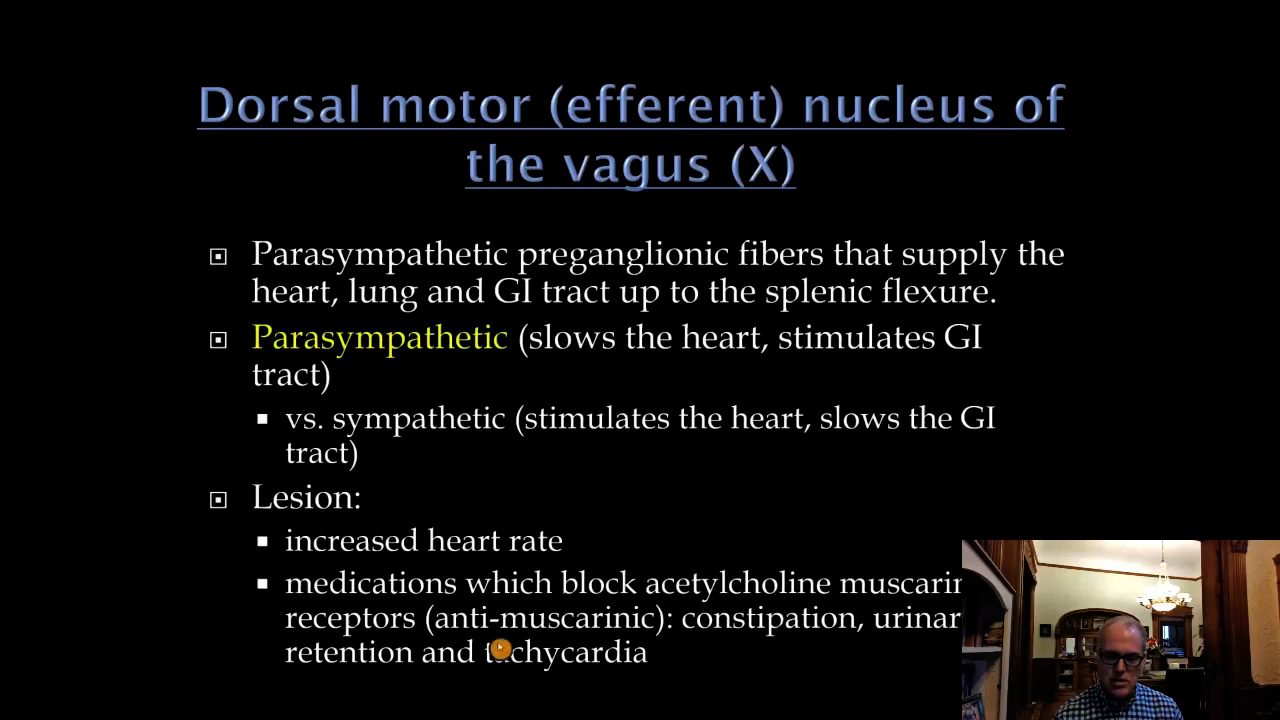 Dorsal motor (efferent) nucleus of
the vagus (X)
Parasympathetic preganglionic fibers that supply the
heart, lung and GI tract up to the splenic flexure.
Parasympathetic (slows the heart, stimulates GI
tract)
vs. sympathetic (stimulates the heart, slows the GI
tract)
Lesion:
increased heart rate
medications which block acetylcholine
receptors (anti-muscarinic): constipation,
retention and tachycardia